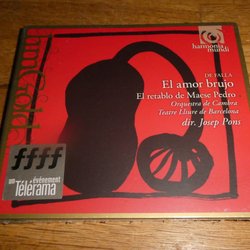 harmonia
mundi
DE FALLA
El amor brujo
El retablo de Maese Pedro
Orquestra de Cambra
Teatre Lliure de Barcelona
dir. Josep Pons
ffff
un événement
Télérama